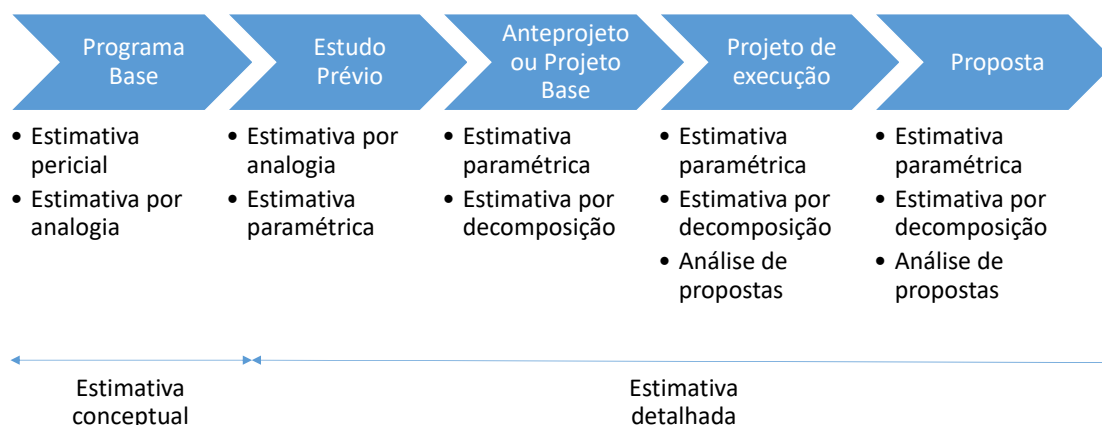 Programa
Base
Estudo
Prévio
Anteprojeto
ou Projeto
Base
Projeto de
execução
Proposta
• Estimativa
pericial
• Estimativa por
analogia
• Estimativa por
analogia
• Estimativa
paramétrica
• Estimativa
paramétrica
• Estimativa por
decomposição
• Estimativa
paramétrica
• Estimativa por
decomposição
• Análise de
propostas
• Estimativa
paramétrica
• Estimativa por
decomposição
• Análise de
propostas
Estimativa
conceptual
Estimativa
detalhada